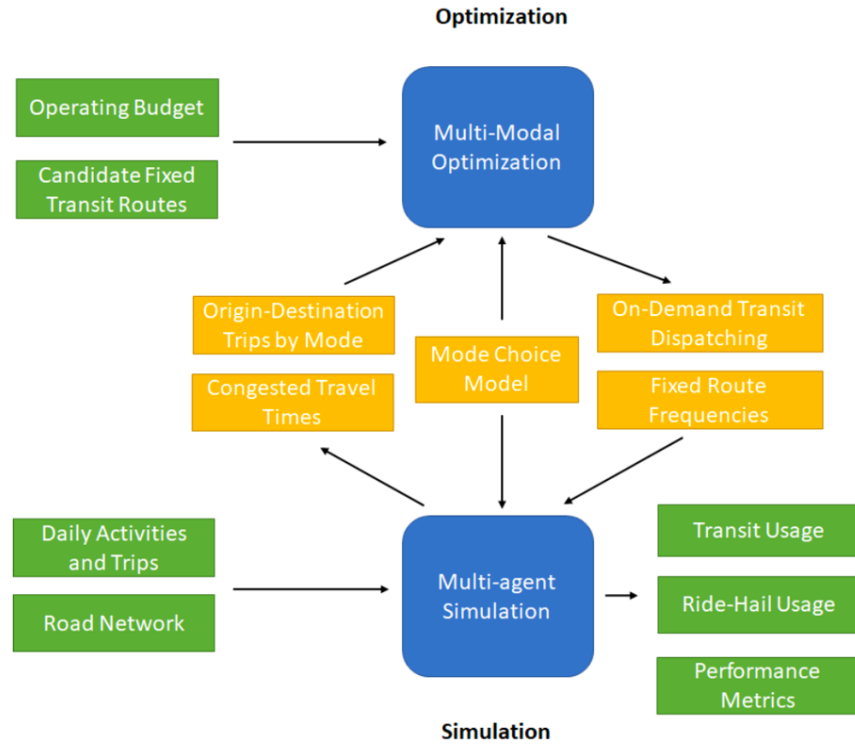 Optimization
Operating Budget
Candidate Fixed
Transit Routes
Multi-Modal
Optimization
Origin-Destination
Trips by Mode
Congested Travel
Times
Mode Choice
Model
On-Demand Transit
Dispatching
Fixed Route
Frequencies
Daily Activities
and Trips
Road Network
Multi-agent
Simulation
Transit Usage
Ride-Hail Usage
Performance
Metrics
Simulation